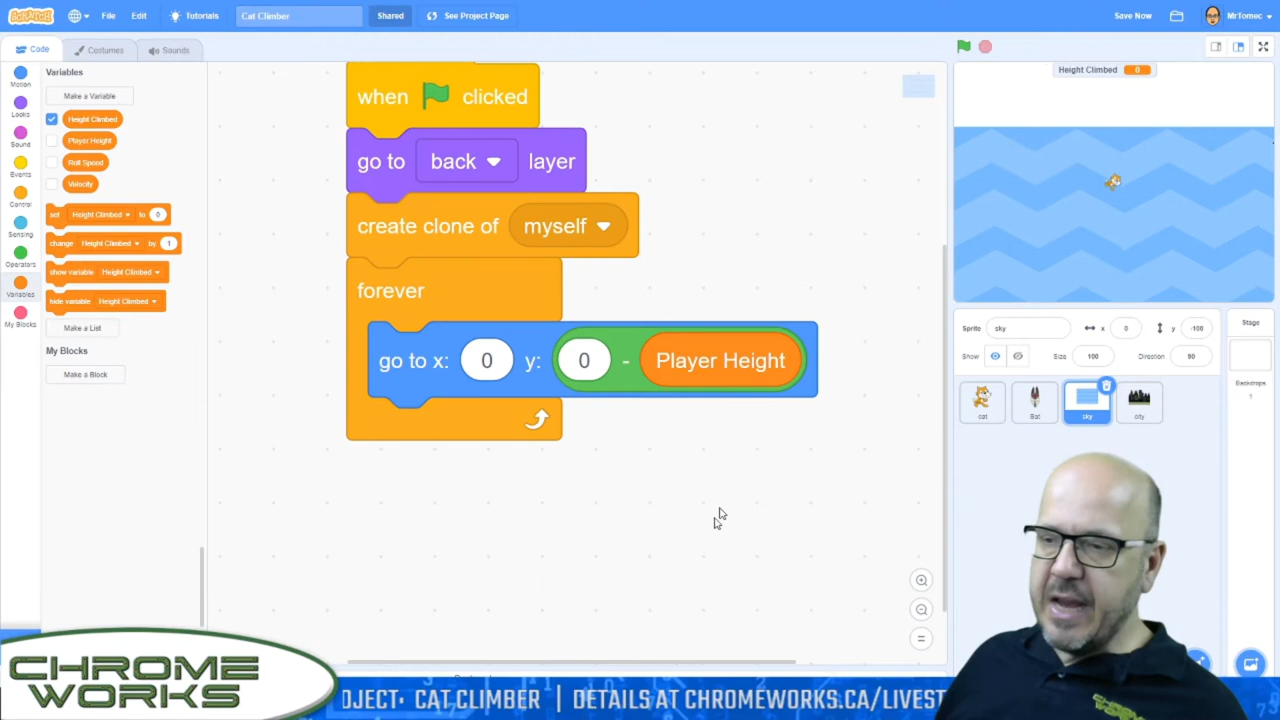 SCRATCH
File
Edit
Tutorials
Cat Climber
Shared
See Project Page
Save Now
MrTomec
Code
Costumes
Sounds
Motion
Looks
Sound
Events
Control
Sensing
Operators
Variables
My Blocks
Variables
Make a Variable
Height Climbed
Player Height
Roll Speed
Velocity
set Height Climbed to 0
change Height Climbed by 1
show variable Height Climbed
hide variable Height Climbed
Make a List
My Blocks
Make a Block
when clicked
go to back layer
create clone of myself
forever
go to x: 0 y: 0 - Player Height
Height Climbed 0
Sprite sky x 0 y -100
Show Size 100 Direction 90
cat
Bat
sky
city
Stage
Backdrops
1
CHROME
WORKS
OJECT: CAT CLIMBER | DETAILS AT CHROMEWORKS.CA/LIVEST